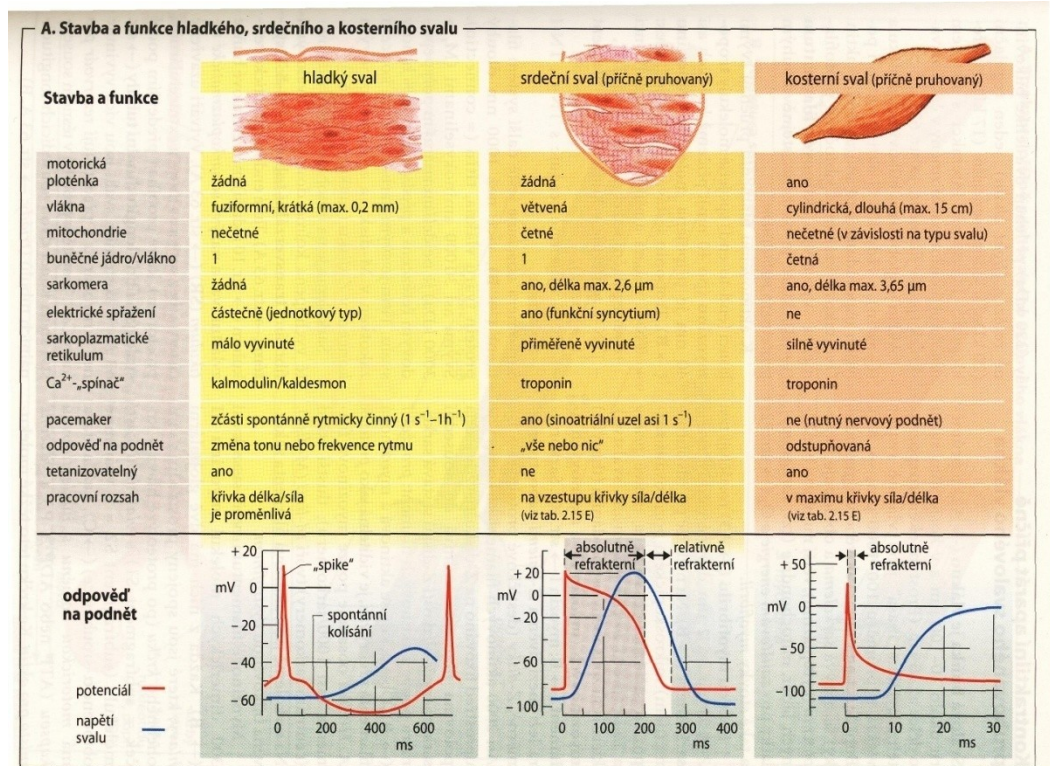 A. Stavba a funkce hladkého, srdečního a kosterního svalu
Stavba a funkce
hladký sval
srdeční sval (příčně pruhovaný)
kosterní sval (příčně pruhovaný)
motorická
ploténka
žádná
žádná
ano
vlákna
fuziformní, krátká (max. 0,2 mm)
větvená
cylindrická, dlouhá (max. 15 cm)
mitochondrie
nečetné
četné
nečetné (v závislosti na typu svalu)
buněčné jádro/vlákno
1
1
četná
sarkomera
žádná
ano, délka max. 2,6 µm
ano, délka max. 3,65 µm
elektrické spřažení
částečně (jednotkový typ)
ano (funkční syncytium)
ne
sarkoplazmatické
retikulum
málo vyvinuté
přiměřeně vyvinuté
silně vyvinuté
Ca²⁺-„spínač“
kalmodulin/kaldesmon
troponin
troponin
pacemaker
zčásti spontánně rytmicky činný (1 s⁻¹–1h⁻¹)
ano (sinoatriální uzel asi 1 s⁻¹)
ne (nutný nervový podnět)
odpověď na podnět
změna tonu nebo frekvence rytmu
„vše nebo nic“
odstupňovaná
tetanizovatelný
ano
ne
ano
pracovní rozsah
křivka délka/síla
je proměnlivá
na vzestupu křivky síla/délka
(viz tab. 2.15 E)
v maximu křivky síla/délka
(viz tab. 2.15 E)
odpověď
na podnět
potenciál
napětí
svalu
+ 20
mV 0
– 20
– 40
– 60
„spike“
spontánní
kolísání
0 200 400 600
ms
absolutně
refrakterní
relativně
refrakterní
+ 20
mV 0
– 20
– 60
– 100
0 100 200 300 400
ms
absolutně
refrakterní
+ 50
mV 0
– 50
– 100
0 10 20 30
ms